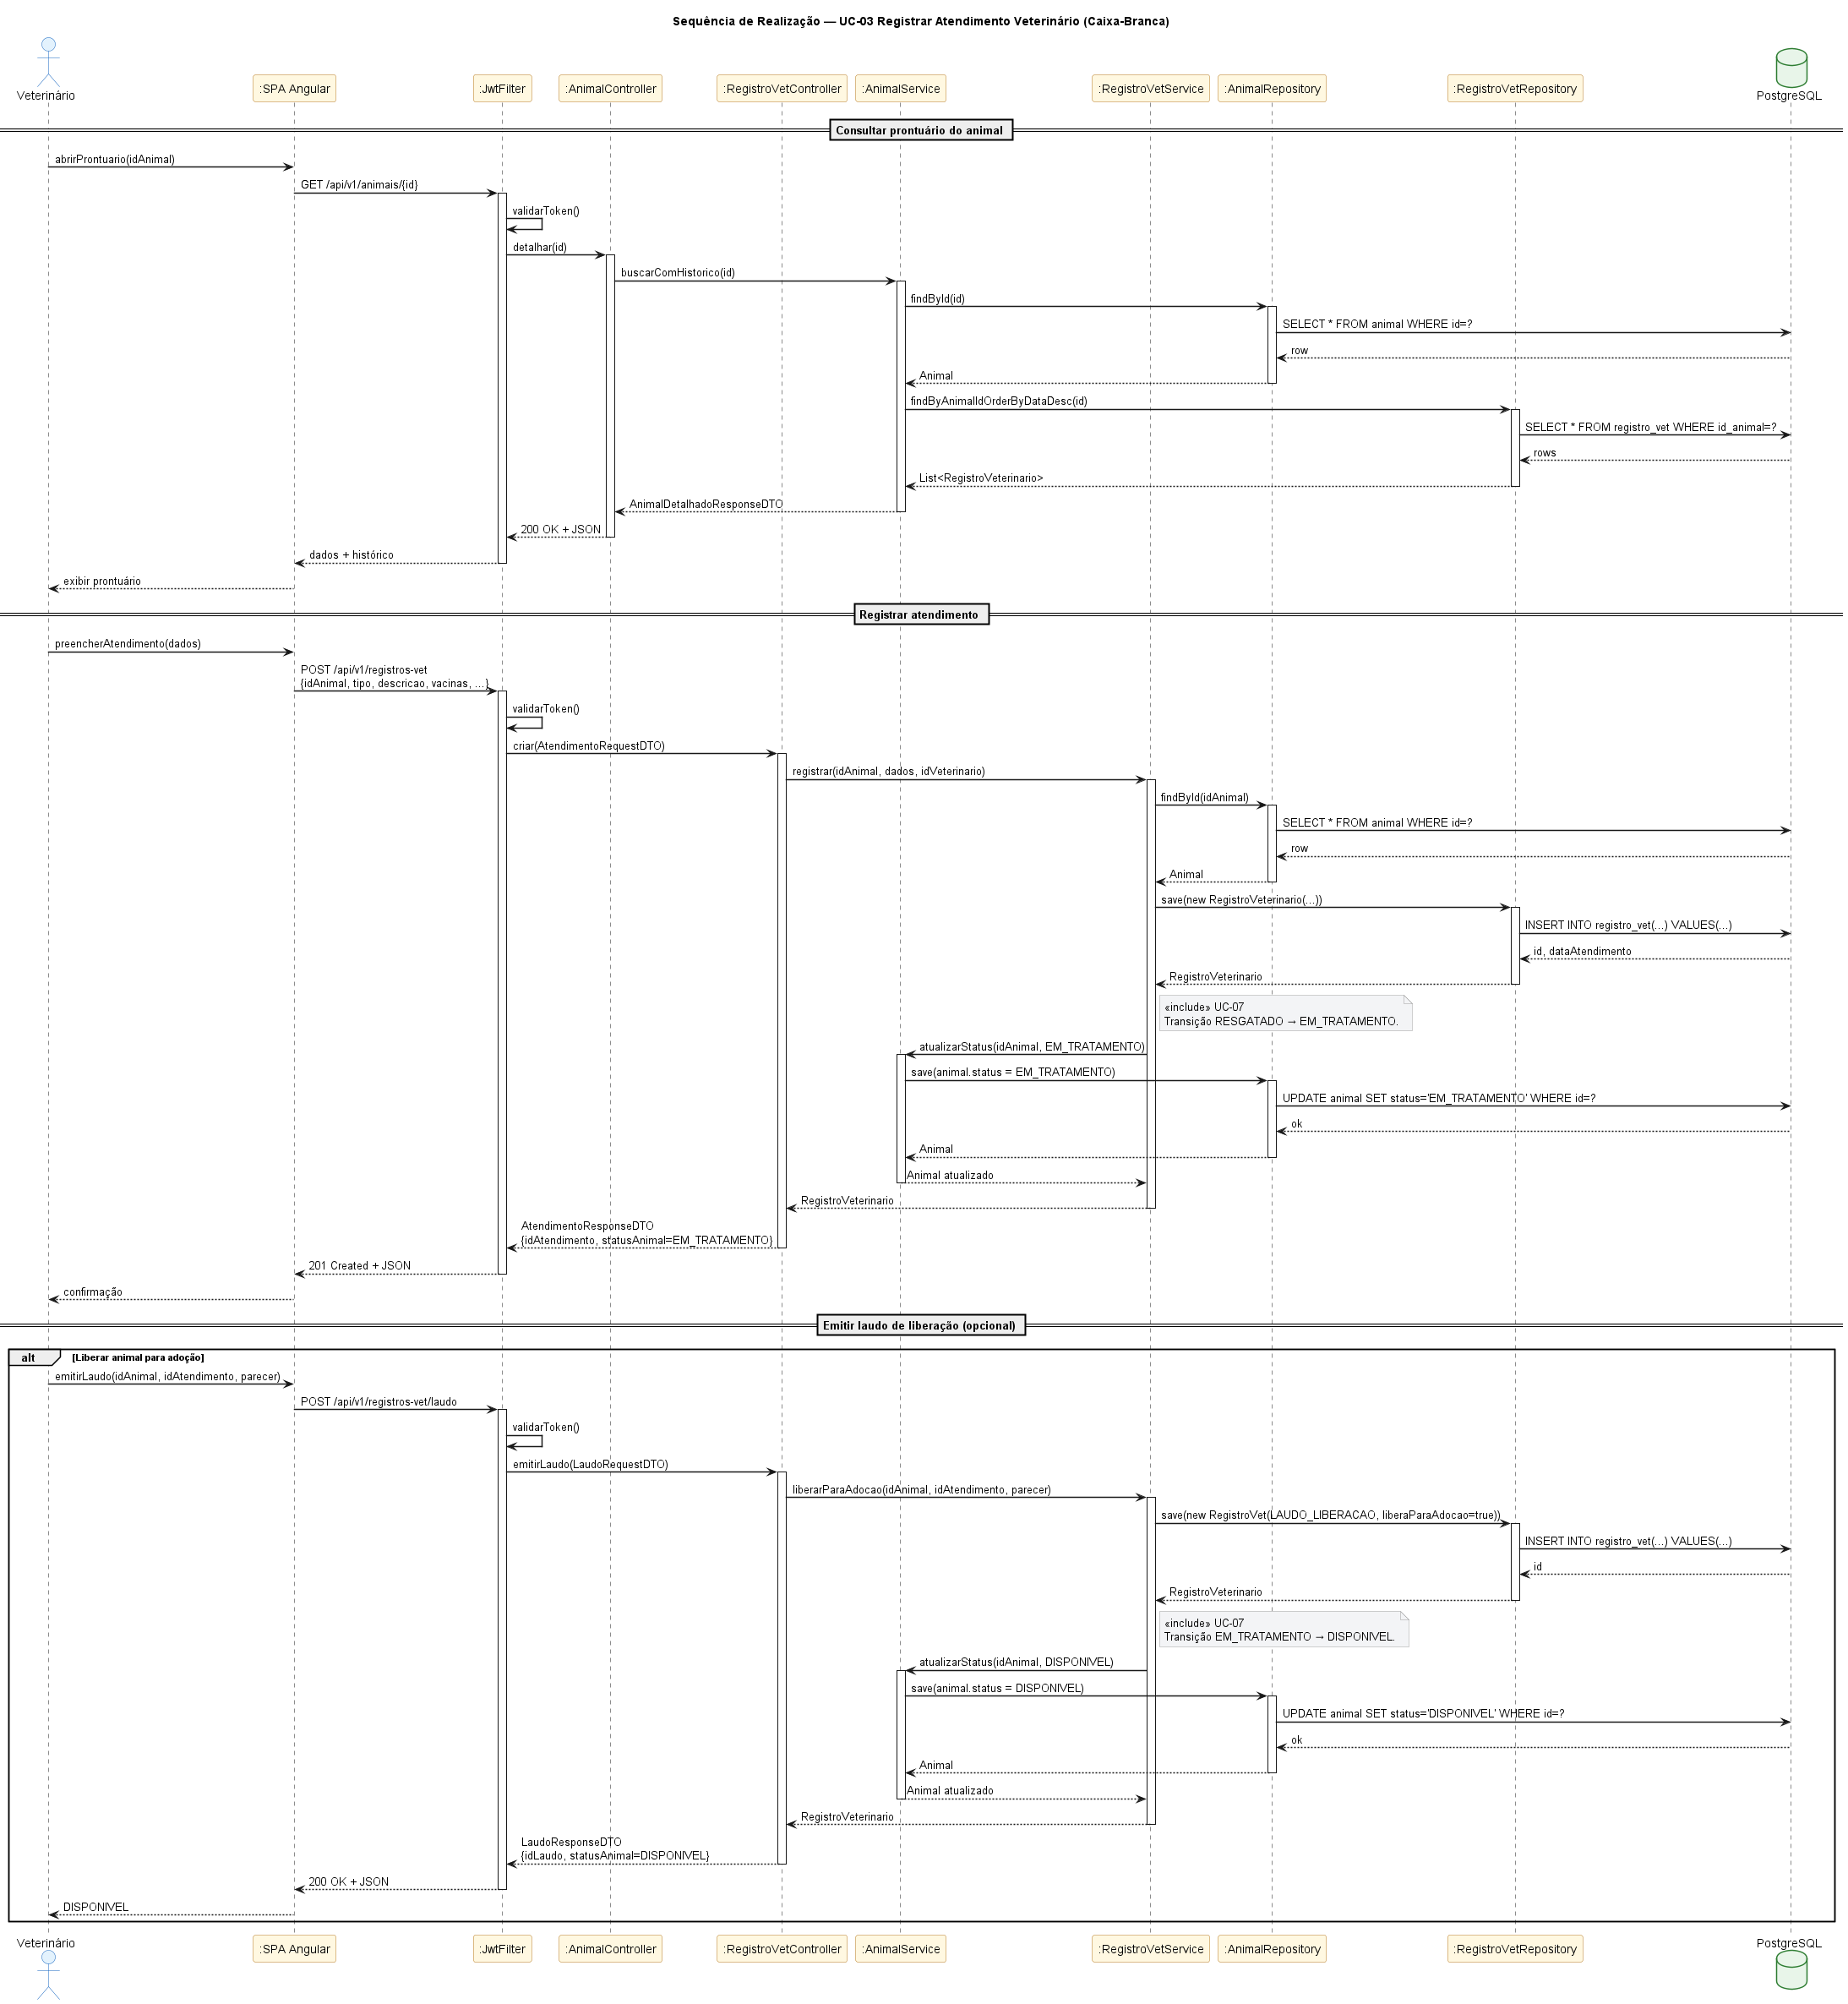 Sequência de Realização — UC-03 Registrar Atendimento Veterinário (Caixa-Branca)
Veterinário
:SPA Angular
:JwtFilter
:AnimalController
:RegistroVetController
:AnimalService
:RegistroVetService
:AnimalRepository
:RegistroVetRepository
PostgreSQL
Consultar prontuário do animal
abrirProntuario(idAnimal)
GET /api/v1/animais/{id}
validarToken()
detalhar(id)
buscarComHistorico(id)
findById(id)
SELECT * FROM animal WHERE id=?
row
Animal
findByAnimalIdOrderByDataDesc(id)
SELECT * FROM registro_vet WHERE id_animal=?
rows
List<RegistroVeterinario>
AnimalDetalhadoResponseDTO
200 OK + JSON
dados + histórico
exibir prontuário
Registrar atendimento
preencherAtendimento(dados)
POST /api/v1/registros-vet
{idAnimal, tipo, descricao, vacinas, ...}
validarToken()
criar(AtendimentoRequestDTO)
registrar(idAnimal, dados, idVeterinario)
findById(idAnimal)
SELECT * FROM animal WHERE id=?
row
Animal
save(new RegistroVeterinario(...))
INSERT INTO registro_vet(...) VALUES(...)
id, dataAtendimento
RegistroVeterinario
«include» UC-07
Transição RESGATADO → EM_TRATAMENTO.
atualizarStatus(idAnimal, EM_TRATAMENTO)
save(animal.status = EM_TRATAMENTO)
UPDATE animal SET status='EM_TRATAMENTO' WHERE id=?
ok
Animal
Animal atualizado
RegistroVeterinario
AtendimentoResponseDTO
{idAtendimento, statusAnimal=EM_TRATAMENTO}
201 Created + JSON
confirmação
Emitir laudo de liberação (opcional)
alt
[Liberar animal para adoção]
emitirLaudo(idAnimal, idAtendimento, parecer)
POST /api/v1/registros-vet/laudo
validarToken()
emitirLaudo(LaudoRequestDTO)
liberarParaAdocao(idAnimal, idAtendimento, parecer)
save(new RegistroVet(LAUDO_LIBERACAO, liberaParaAdocao=true))
INSERT INTO registro_vet(...) VALUES(...)
id
RegistroVeterinario
«include» UC-07
Transição EM_TRATAMENTO → DISPONIVEL.
atualizarStatus(idAnimal, DISPONIVEL)
save(animal.status = DISPONIVEL)
UPDATE animal SET status='DISPONIVEL' WHERE id=?
ok
Animal
Animal atualizado
RegistroVeterinario
LaudoResponseDTO
{idLaudo, statusAnimal=DISPONIVEL}
200 OK + JSON
DISPONIVEL
Veterinário
:SPA Angular
:JwtFilter
:AnimalController
:RegistroVetController
:AnimalService
:RegistroVetService
:AnimalRepository
:RegistroVetRepository
PostgreSQL